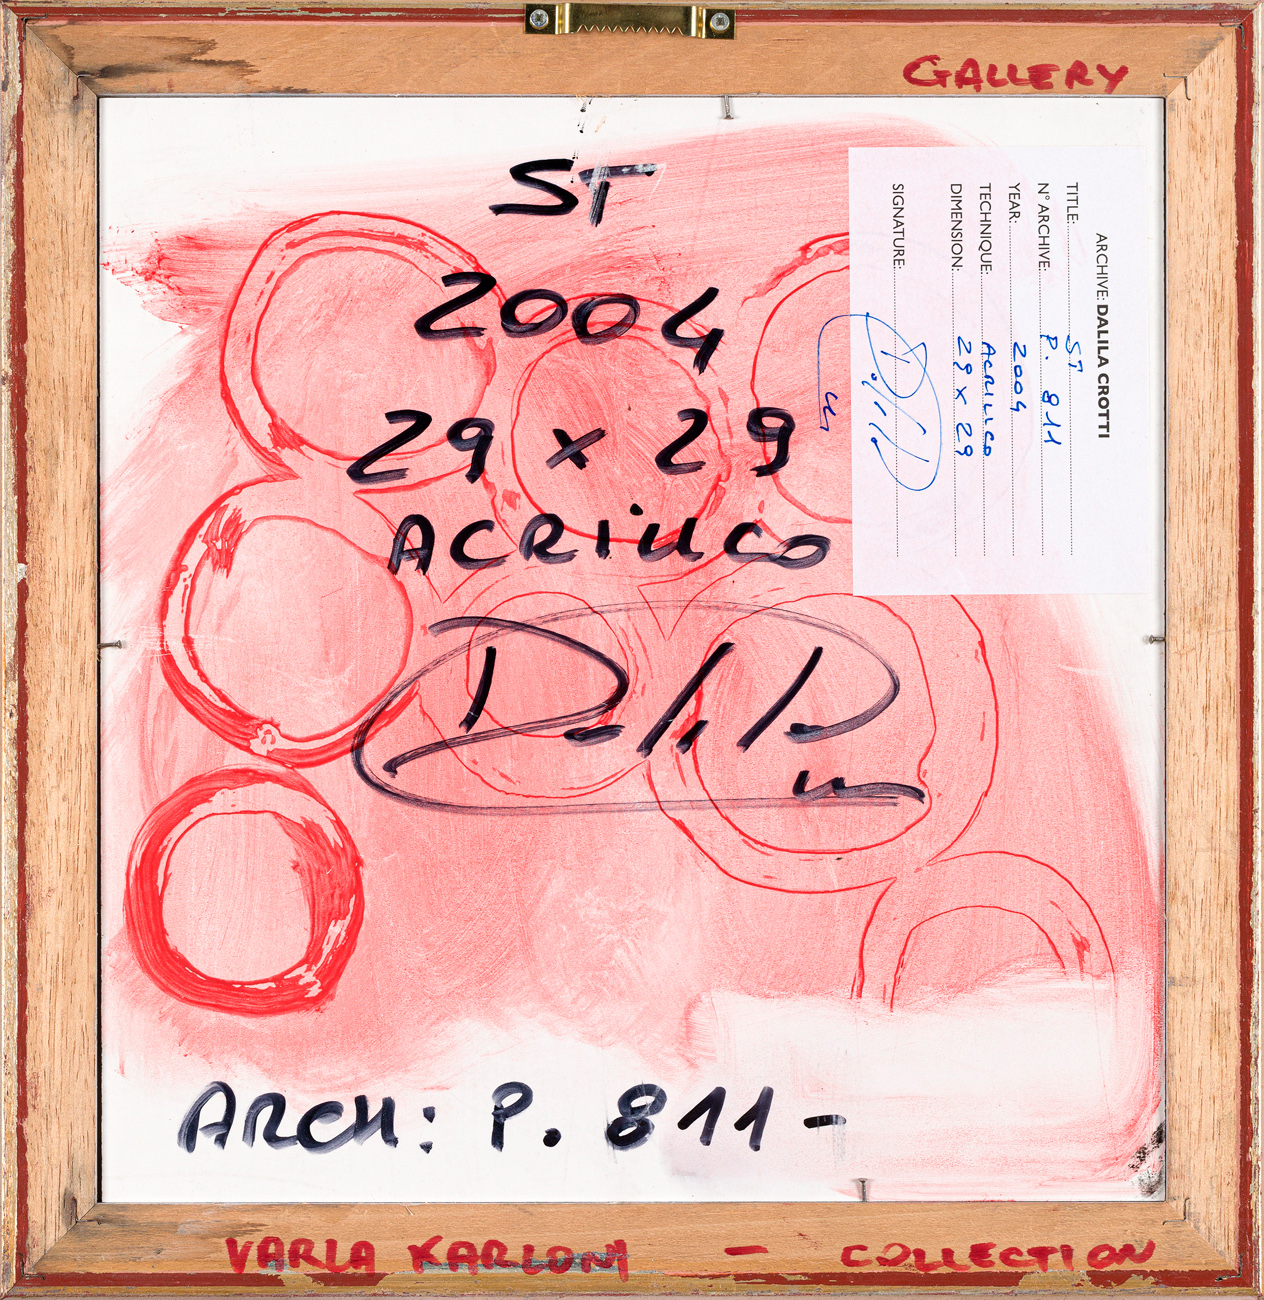 GALLERY
ST
2004
29 x 29
ACRILICO
ARCH: P. 811-
VARLA KARLONI - COLLECTION
ARCHIVE: DALILA CROTTI
TITLE: ST
N° ARCHIVE: P. 811
YEAR: 2004
TECHNIQUE: ACRILICO
DIMENSION: 29 x 29
SIGNATURE: